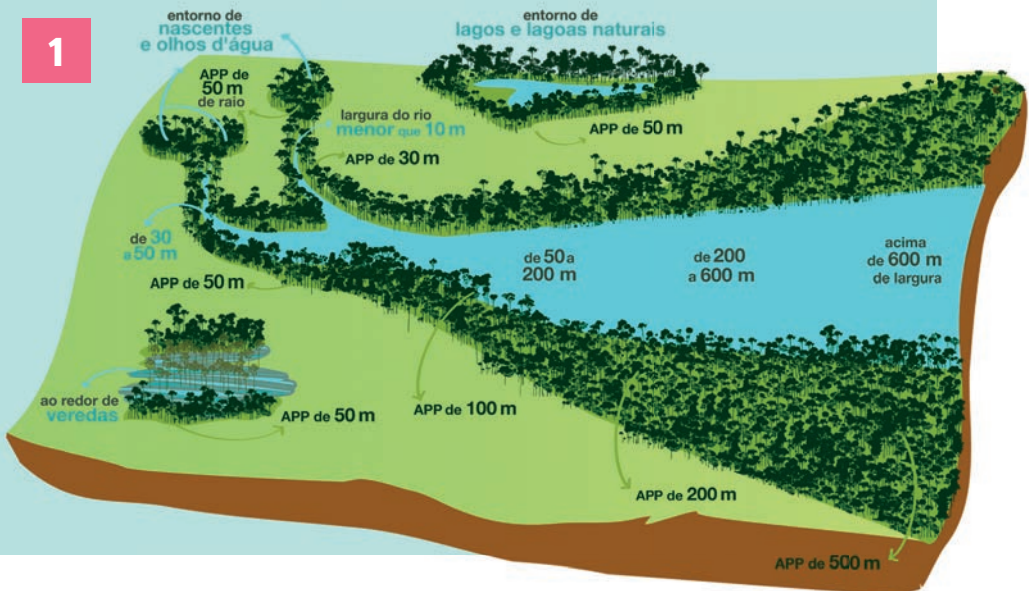 1
entorno de
nascentes
e olhos d'água
APP de
50 m
de raio
largura do rio
menor que 10 m
APP de 30 m
entorno de
lagos e lagoas naturais
APP de 50 m
de 30
a 50 m
APP de 50 m
de 50 a
200 m
de 200
a 600 m
acima
de 600 m
de largura
ao redor de
veredas
APP de 50 m
APP de 100 m
APP de 200 m
APP de 500 m